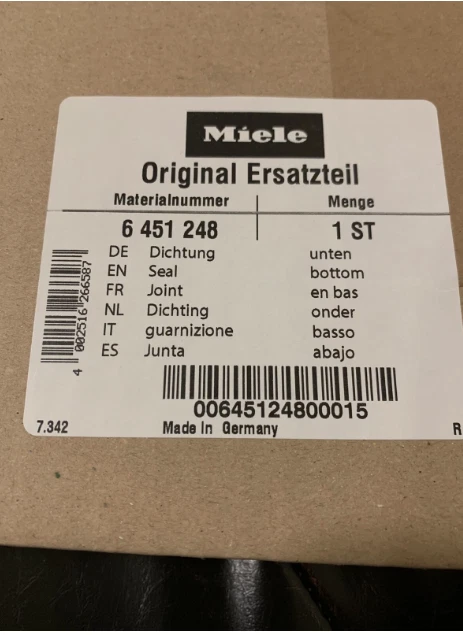 Miele
Original Ersatzteil
Materialnummer Menge
6 451 248 1 ST
DE Dichtung unten
EN Seal bottom
FR Joint en bas
NL Dichting onder
IT guarnizione basso
ES Junta abajo
4 002516 266587
00645124800015
7.342 Made in Germany R